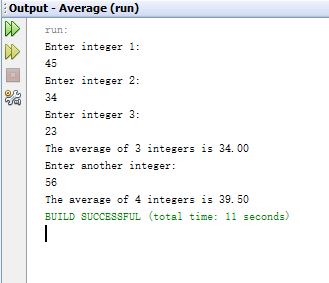 Output - Average (run)
run:
Enter integer 1:
45
Enter integer 2:
34
Enter integer 3:
23
The average of 3 integers is 34.00
Enter another integer:
56
The average of 4 integers is 39.50
BUILD SUCCESSFUL (total time: 11 seconds)